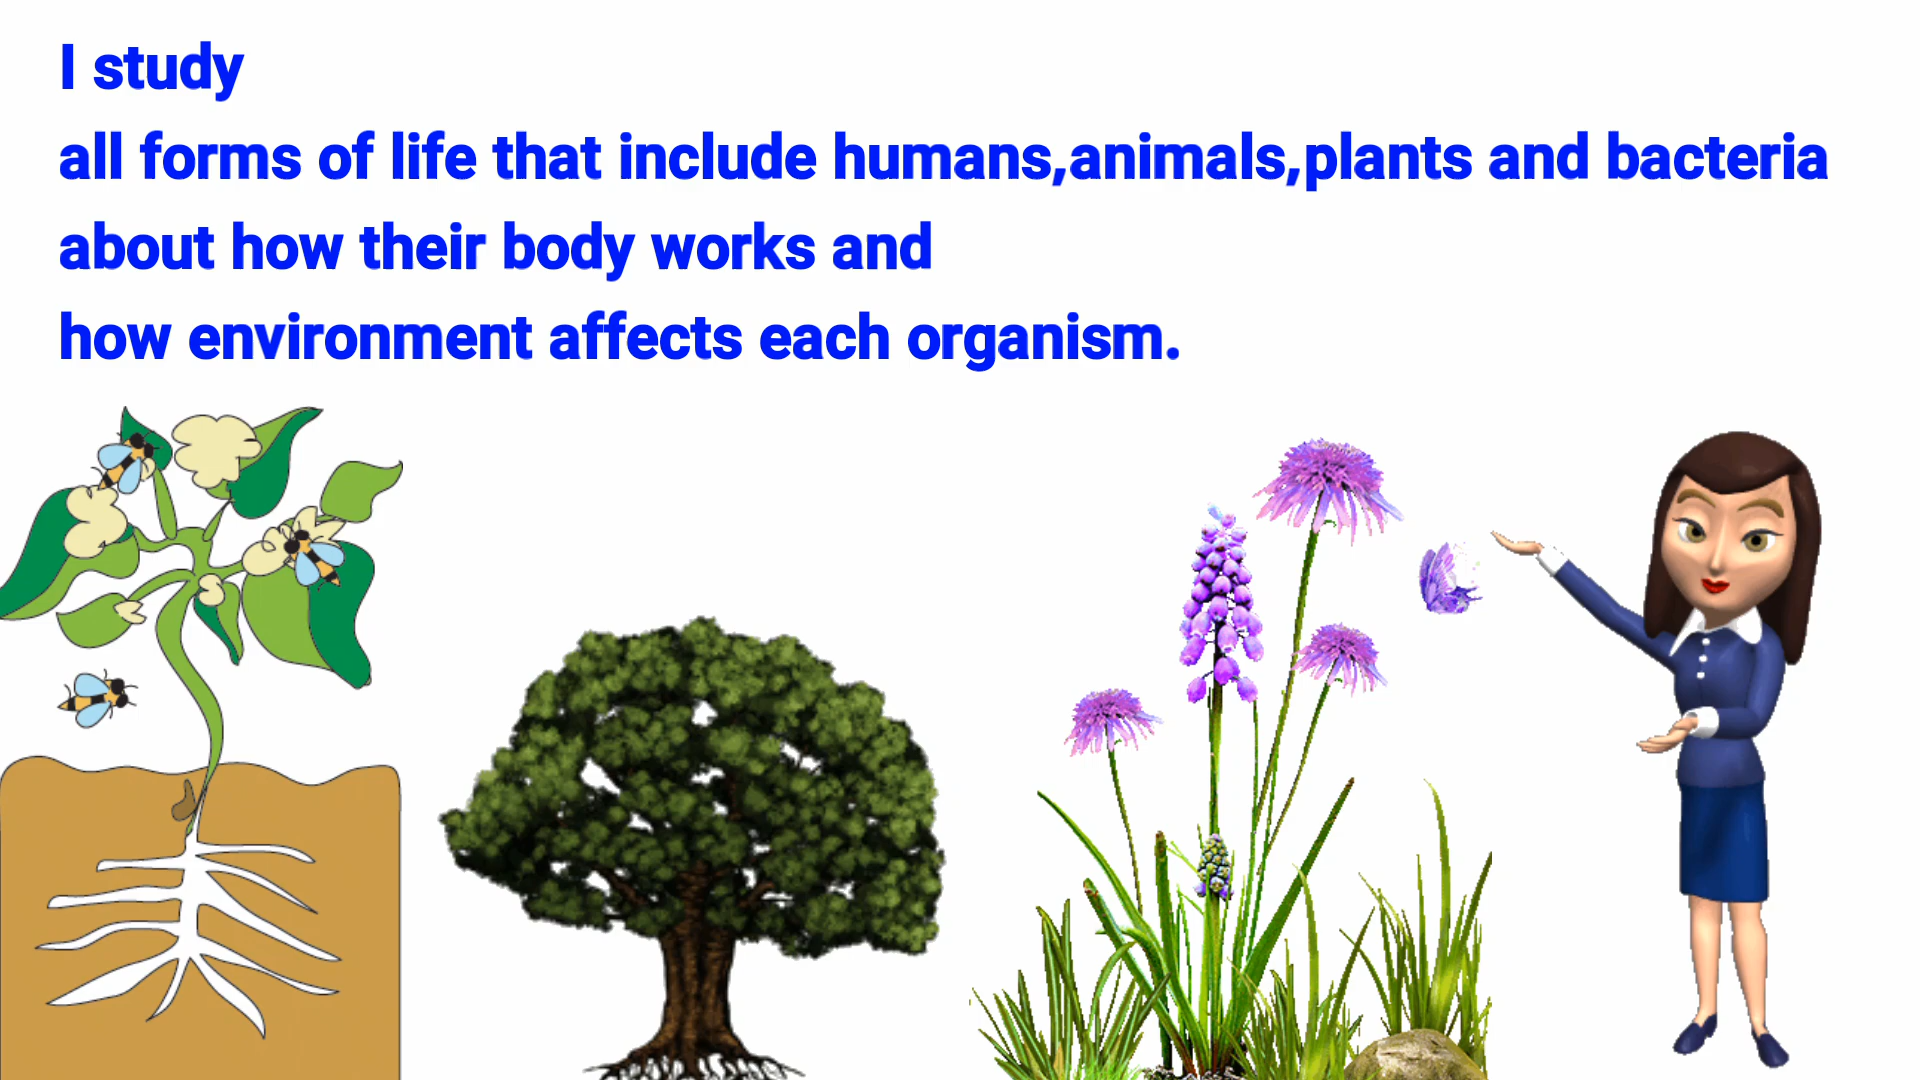 I study
all forms of life that include humans,animals,plants and bacteria
about how their body works and
how environment affects each organism.